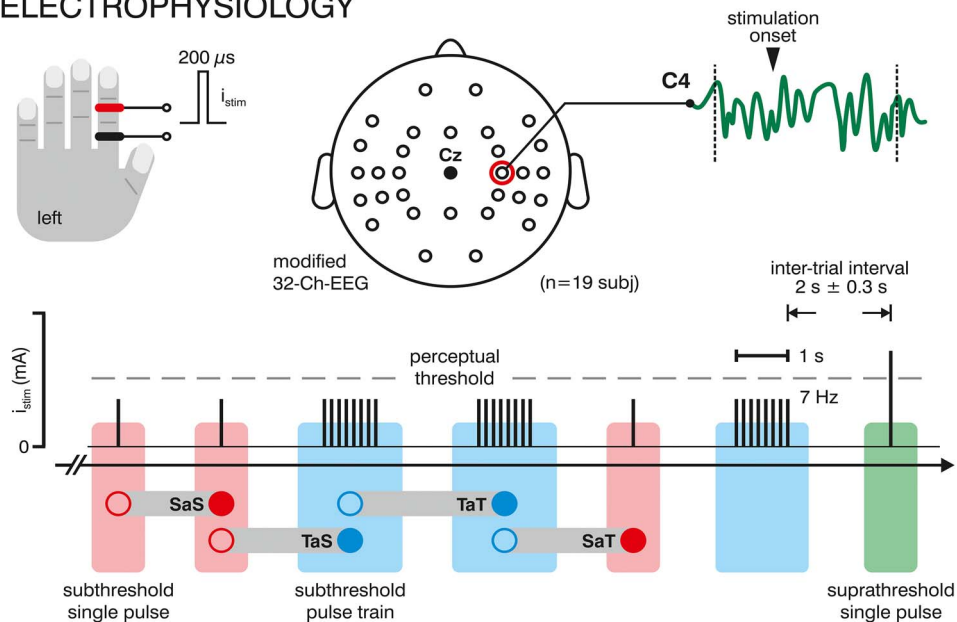 ELECTROPHYSIOLOGY
200 µs
i stim
left
Cz
C4
stimulation
onset
modified
32-Ch-EEG
(n=19 subj)
inter-trial interval
2 s ± 0.3 s
1 s
perceptual
threshold
7 Hz
i stim (mA)
0
SaS
TaT
TaS
SaT
subthreshold
single pulse
subthreshold
pulse train
suprathreshold
single pulse